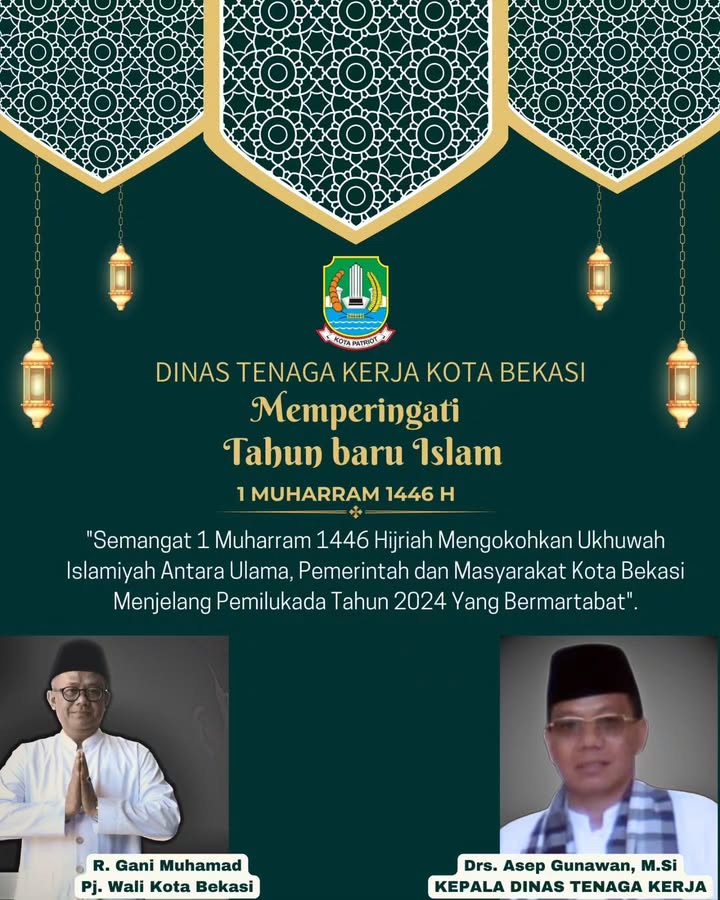 KOTA PATRIOT
DINAS TENAGA KERJA KOTA BEKASI
Memperingati
Tahun baru Islam
1 MUHARRAM 1446 H
"Semangat 1 Muharram 1446 Hijriah Mengokohkan Ukhuwah
Islamiyah Antara Ulama, Pemerintah dan Masyarakat Kota Bekasi
Menjelang Pemilukada Tahun 2024 Yang Bermartabat".
R. Gani Muhamad
Pj. Wali Kota Bekasi
Drs. Asep Gunawan, M.Si
KEPALA DINAS TENAGA KERJA